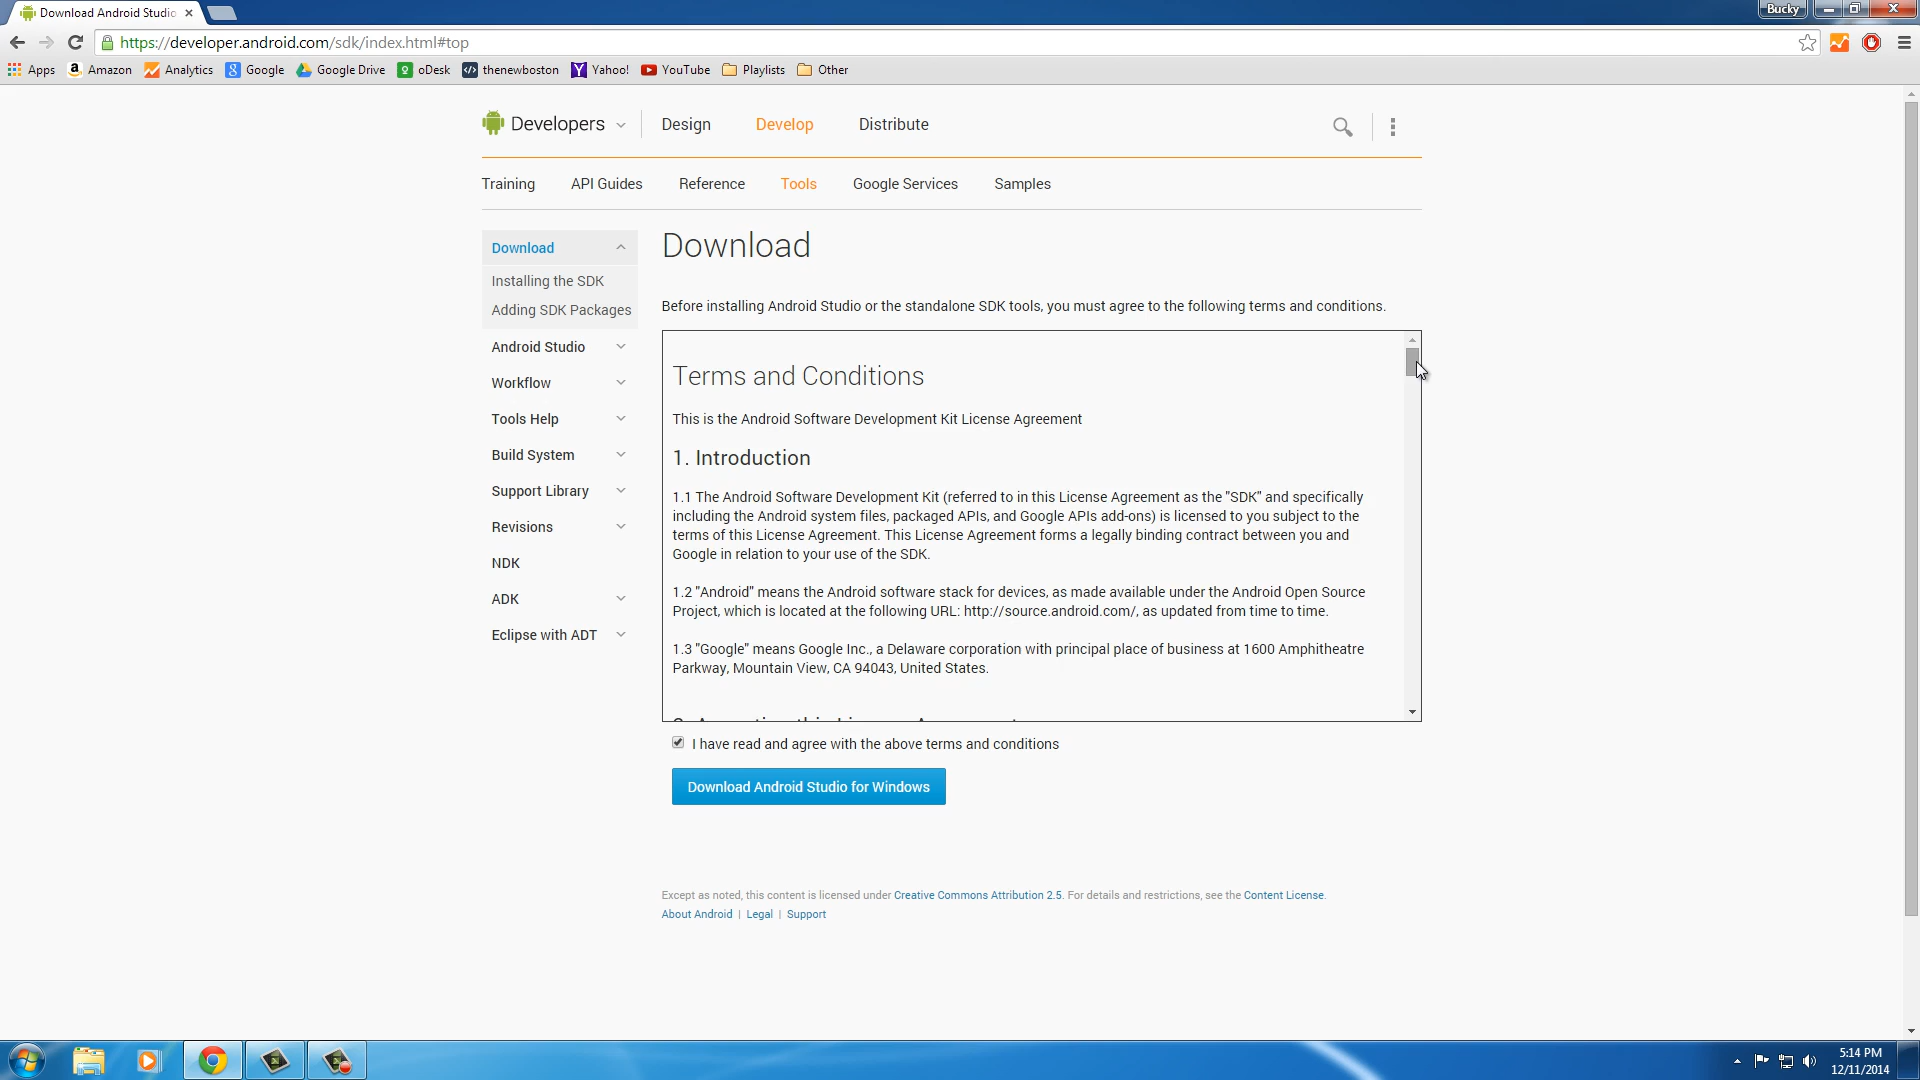 Download Android Studio
Bucky
https://developer.android.com/sdk/index.html#top
Apps Amazon Analytics Google Google Drive oDesk thenewboston Yahoo! YouTube Playlists Other
Developers Design Develop Distribute
Training API Guides Reference Tools Google Services Samples
Download
Installing the SDK
Adding SDK Packages
Android Studio
Workflow
Tools Help
Build System
Support Library
Revisions
NDK
ADK
Eclipse with ADT
Download
Before installing Android Studio or the standalone SDK tools, you must agree to the following terms and conditions.
Terms and Conditions
This is the Android Software Development Kit License Agreement
1. Introduction
1.1 The Android Software Development Kit (referred to in this License Agreement as the "SDK" and specifically
including the Android system files, packaged APIs, and Google APIs add-ons) is licensed to you subject to the
terms of this License Agreement. This License Agreement forms a legally binding contract between you and
Google in relation to your use of the SDK.
1.2 "Android" means the Android software stack for devices, as made available under the Android Open Source
Project, which is located at the following URL: http://source.android.com/, as updated from time to time.
1.3 "Google" means Google Inc., a Delaware corporation with principal place of business at 1600 Amphitheatre
Parkway, Mountain View, CA 94043, United States.
I have read and agree with the above terms and conditions
Download Android Studio for Windows
Except as noted, this content is licensed under Creative Commons Attribution 2.5. For details and restrictions, see the Content License.
About Android | Legal | Support
5:14 PM
12/11/2014